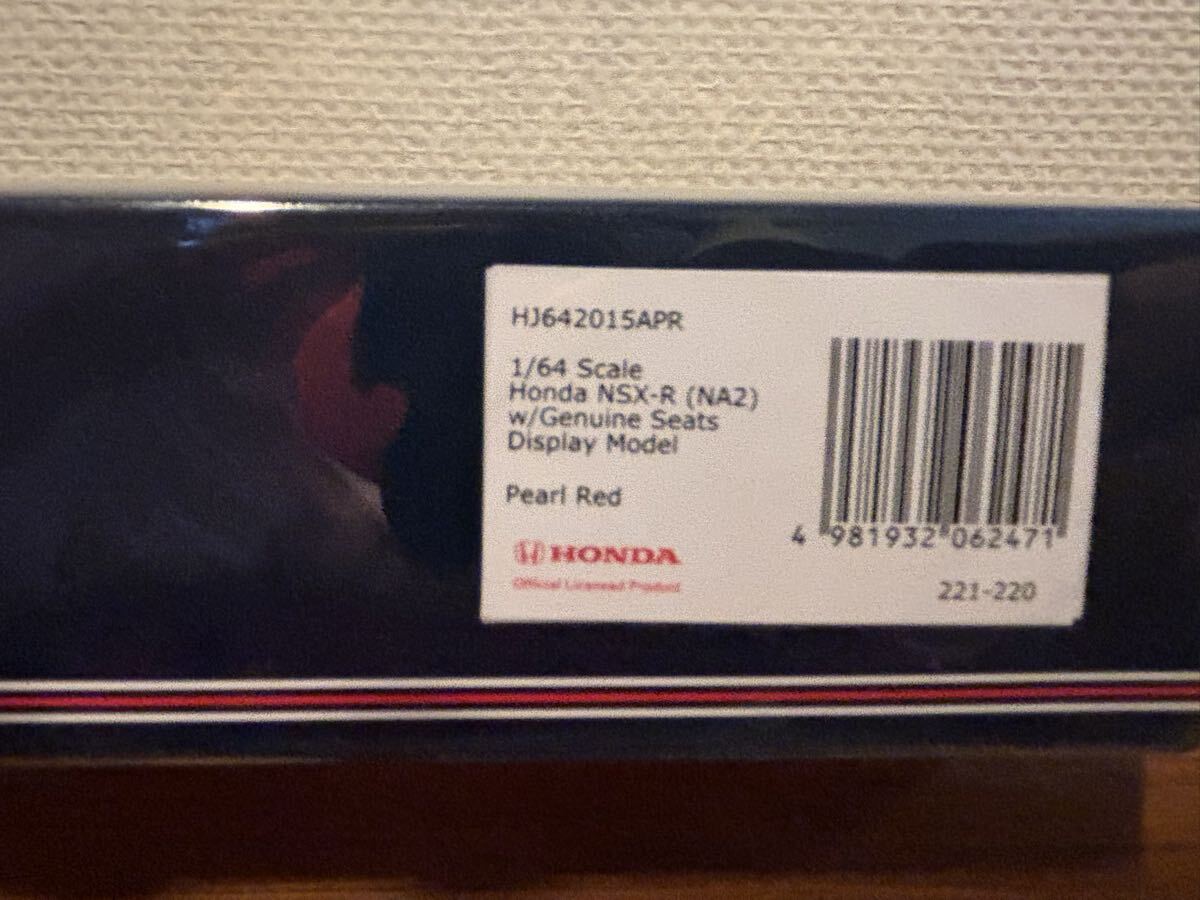 HJ642015APR
1/64 Scale
Honda NSX-R (NA2)
w/Genuine Seats
Display Model
Pearl Red
HONDA
Official Licensed Product
4 981932 062471
221-220